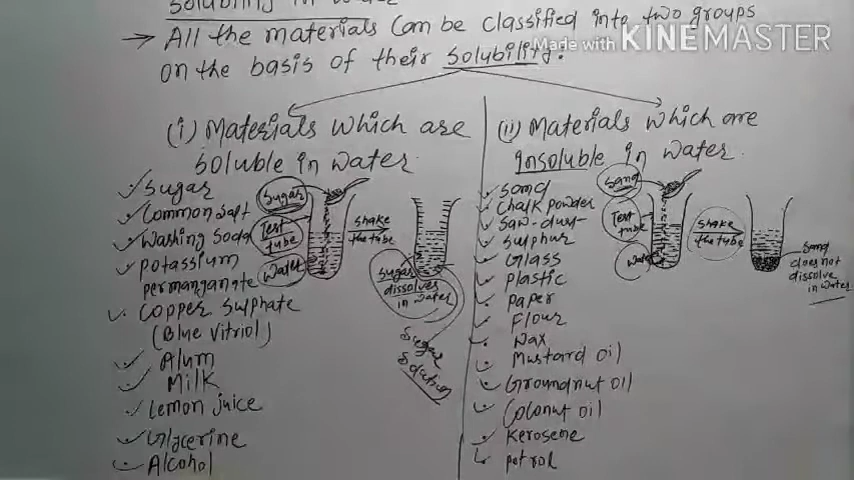 Solubility in water
→ All the materials can be classified into two groups
Made with KINEMASTER
on the basis of their solubility.
(i) Materials which are
soluble in water
sugar
common salt
washing soda
potassium
permanganate
copper sulphate
(Blue vitriol)
Alum
Milk
Lemon juice
Glycerine
Alcohol
sugar
Test
tube
water
shake
the tube
sugar
dissolves
in water
sugar
solution
(ii) Materials which are
Insoluble in water
sand
chalk powder
saw-dust
sulphur
Glass
plastic
paper
Flour
wax
Mustard oil
Groundnut oil
Coconut oil
kerosene
petrol
sand
Test
tube
water
shake
the tube
sand
does not
dissolve
in water